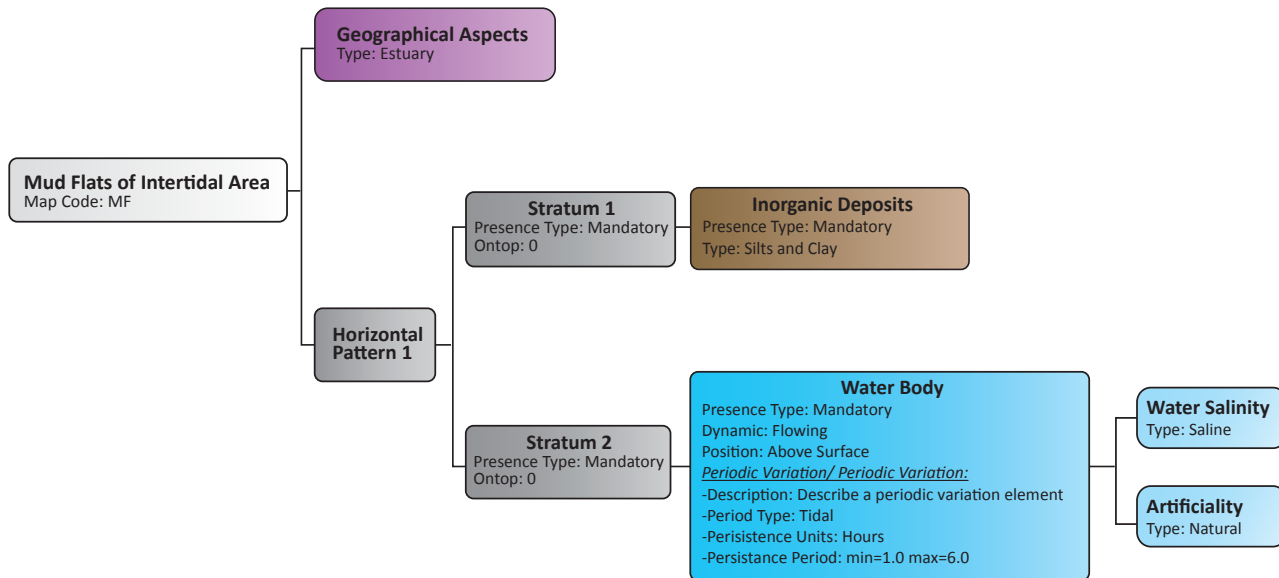 Geographical Aspects
Type: Estuary
Mud Flats of Intertidal Area
Map Code: MF
Stratum 1
Presence Type: Mandatory
Ontop: 0
Inorganic Deposits
Presence Type: Mandatory
Type: Silts and Clay
Horizontal
Pattern 1
Stratum 2
Presence Type: Mandatory
Ontop: 0
Water Body
Presence Type: Mandatory
Dynamic: Flowing
Position: Above Surface
Periodic Variation/ Periodic Variation:
-Description: Describe a periodic variation element
-Period Type: Tidal
-Perisistence Units: Hours
-Persistance Period: min=1.0 max=6.0
Water Salinity
Type: Saline
Artificiality
Type: Natural